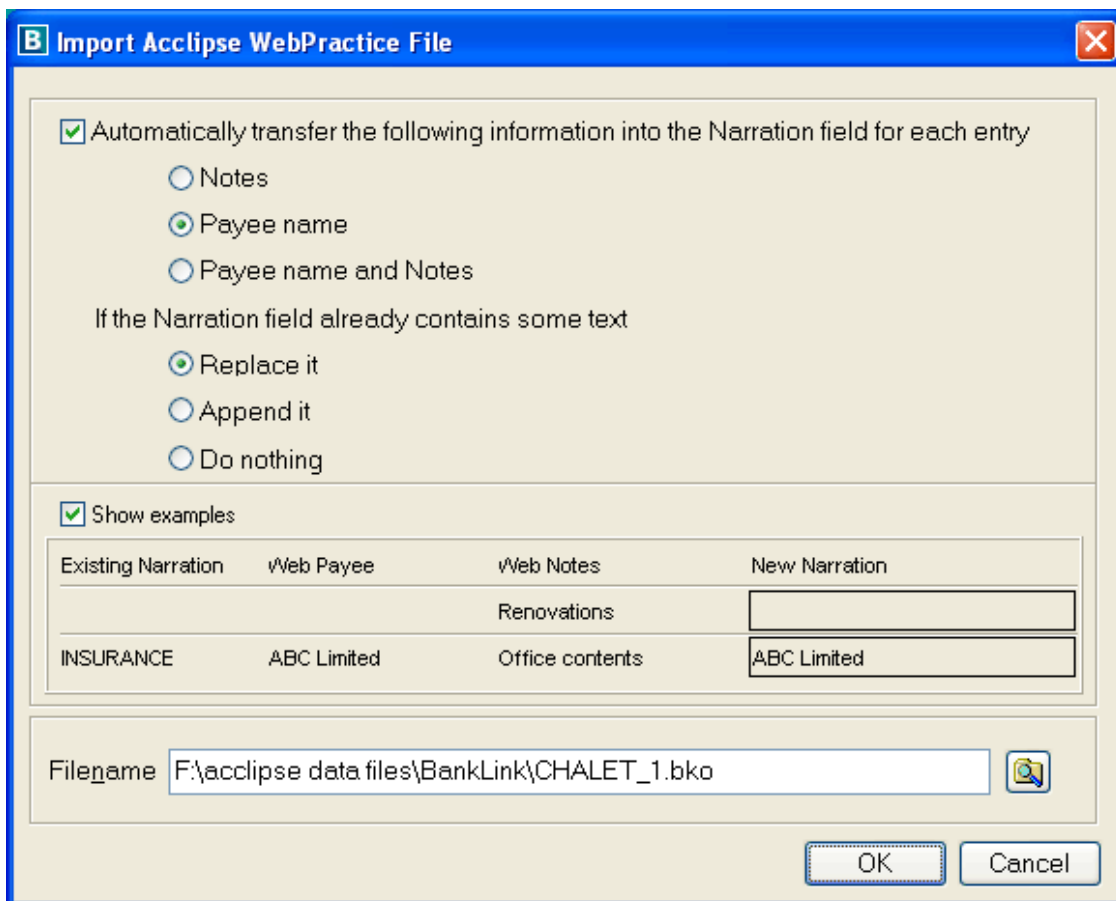 B Import Acclipse WebPractice File
Automatically transfer the following information into the Narration field for each entry
Notes
Payee name
Payee name and Notes
If the Narration field already contains some text
Replace it
Append it
Do nothing
Show examples
Existing Narration Web Payee Web Notes New Narration
Renovations
INSURANCE ABC Limited Office contents ABC Limited
Filename F:\acclipse data files\BankLink\CHALET_1.bko
OK Cancel